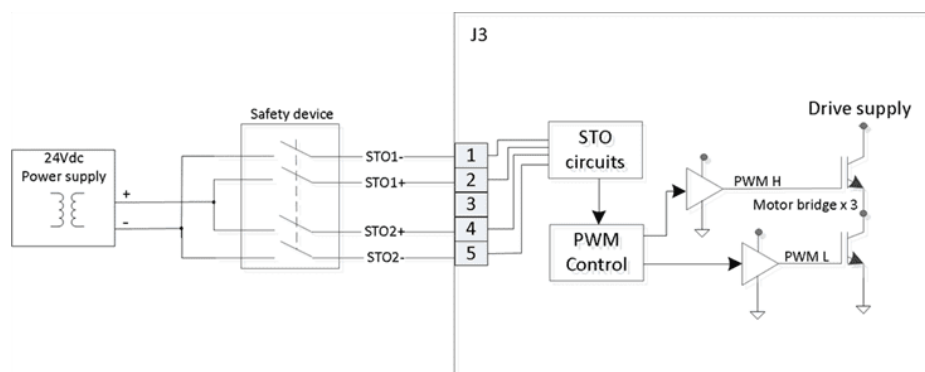 J3
Safety device
Drive supply
24Vdc
Power supply
+
-
STO1-
STO1+
STO2+
STO2-
1
2
3
4
5
STO
circuits
PWM
Control
PWM H
Motor bridge x 3
PWM L